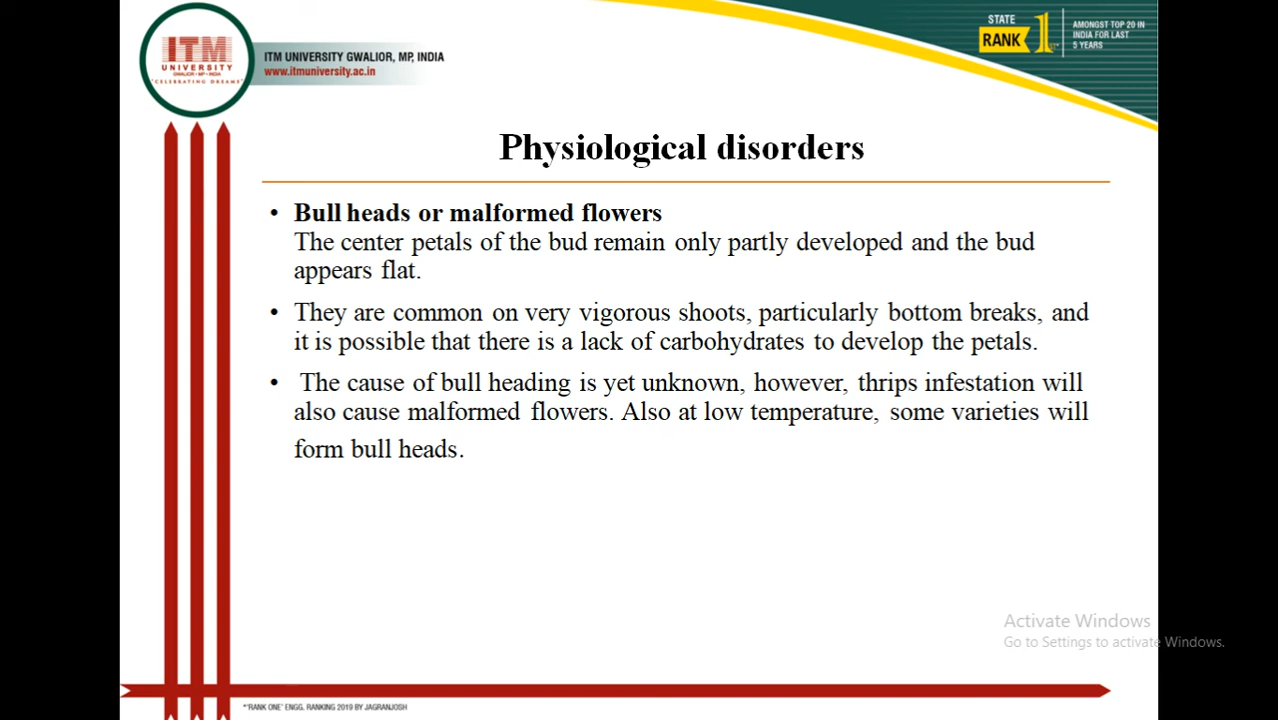 ITM
UNIVERSITY
GWALIOR • MP • INDIA
"CELEBRATING DREAMS"
ITM UNIVERSITY GWALIOR, MP, INDIA
www.itmuniversity.ac.in
STATE
RANK 1ST
AMONGST TOP 20 IN
INDIA FOR LAST
5 YEARS
Physiological disorders
• Bull heads or malformed flowers
The center petals of the bud remain only partly developed and the bud
appears flat.
• They are common on very vigorous shoots, particularly bottom breaks, and
it is possible that there is a lack of carbohydrates to develop the petals.
• The cause of bull heading is yet unknown, however, thrips infestation will
also cause malformed flowers. Also at low temperature, some varieties will
form bull heads.
Activate Windows
Go to Settings to activate Windows.
*"RANK ONE" ENGG. RANKING 2019 BY JAGRANJOSH